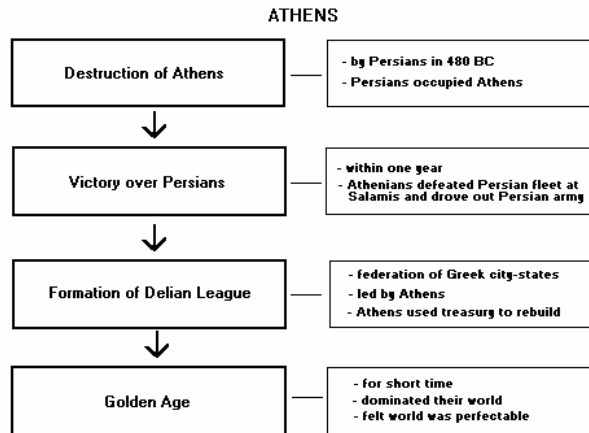 ATHENS
Destruction of Athens
- by Persians in 480 BC
- Persians occupied Athens
Victory over Persians
- within one year
- Athenians defeated Persian fleet at
Salamis and drove out Persian army
Formation of Delian League
- federation of Greek city-states
- led by Athens
- Athens used treasury to rebuild
Golden Age
- for short time
- dominated their world
- felt world was perfectable